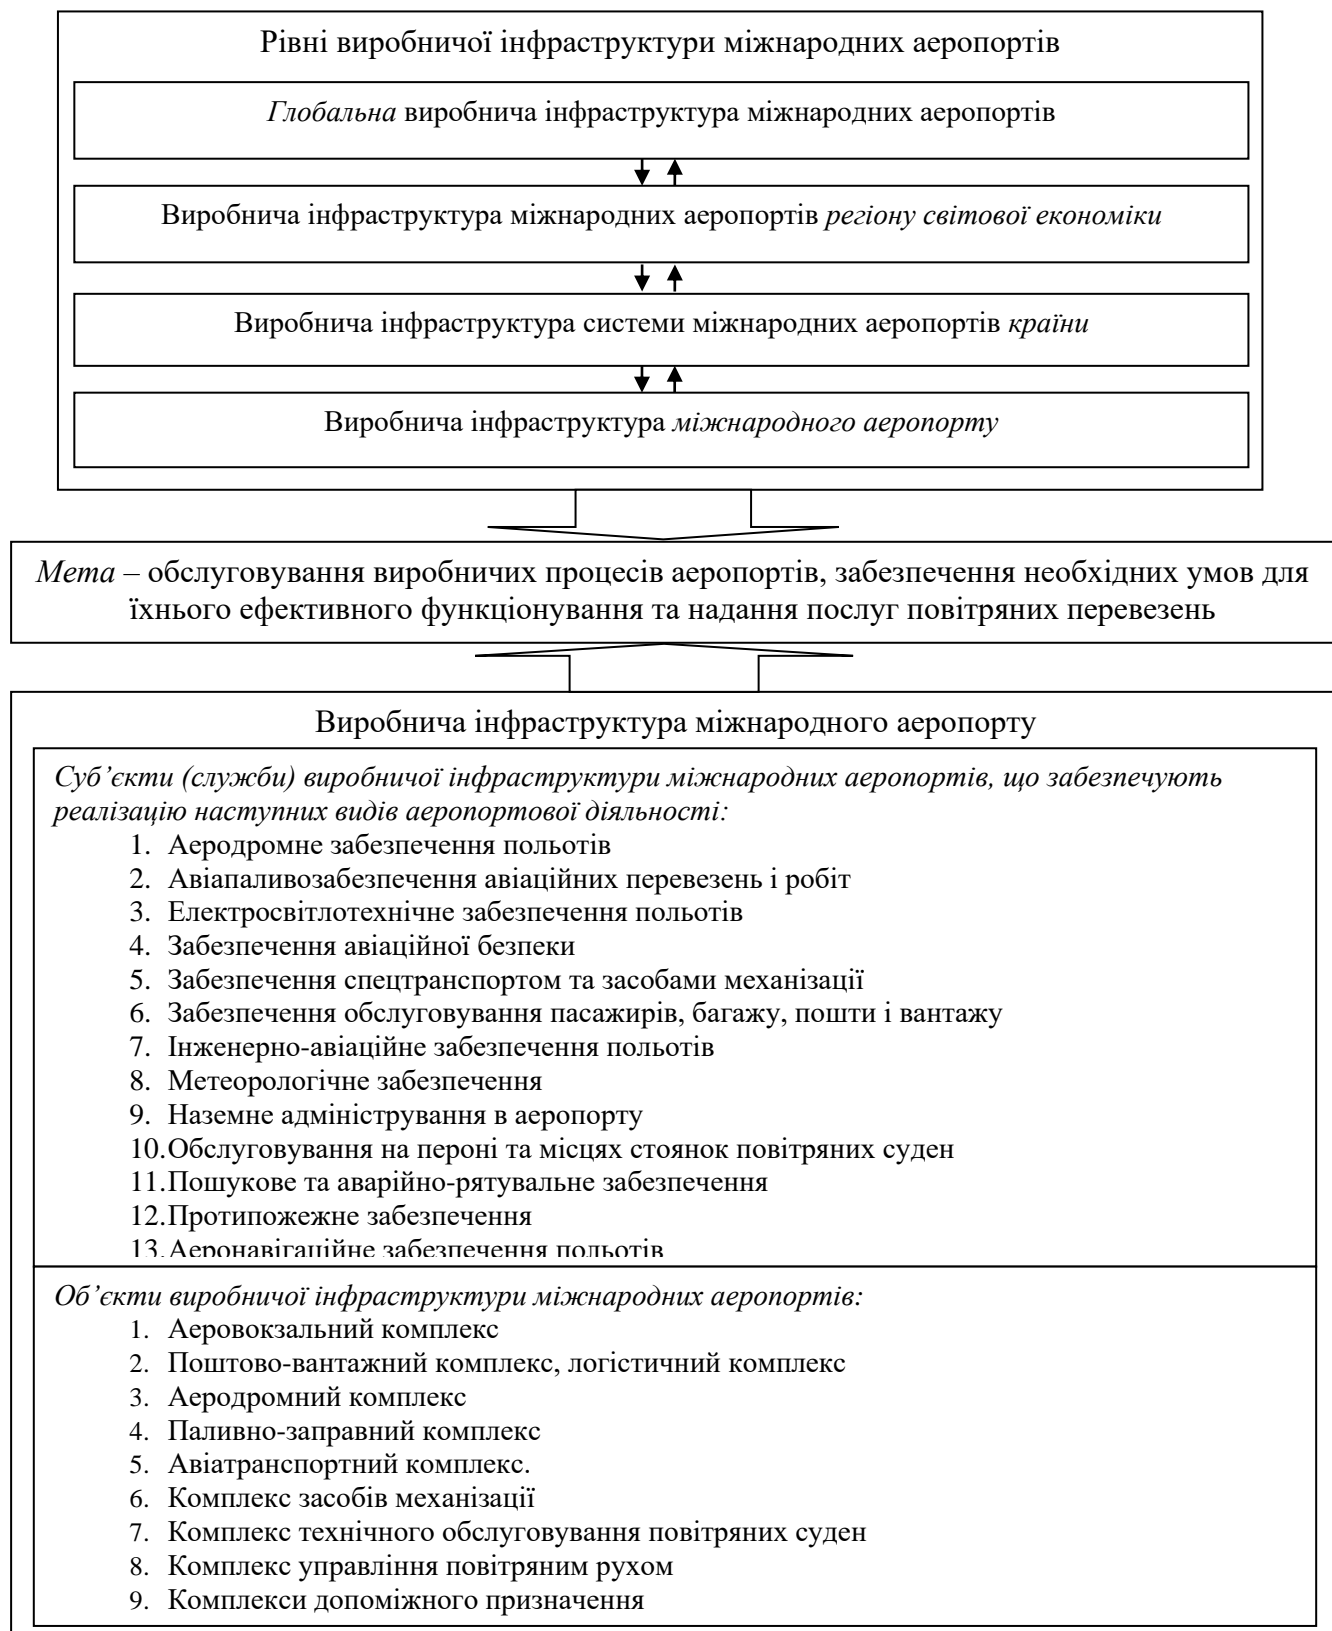 Рівні виробничої інфраструктури міжнародних аеропортів
Глобальна виробнича інфраструктура міжнародних аеропортів
Виробнича інфраструктура міжнародних аеропортів регіону світової економіки
Виробнича інфраструктура системи міжнародних аеропортів країни
Виробнича інфраструктура міжнародного аеропорту
Мета – обслуговування виробничих процесів аеропортів, забезпечення необхідних умов для
їхнього ефективного функціонування та надання послуг повітряних перевезень
Виробнича інфраструктура міжнародного аеропорту
Суб’єкти (служби) виробничої інфраструктури міжнародних аеропортів, що забезпечують
реалізацію наступних видів аеропортової діяльності:
1. Аеродромне забезпечення польотів
2. Авіапаливозабезпечення авіаційних перевезень і робіт
3. Електросвітлотехнічне забезпечення польотів
4. Забезпечення авіаційної безпеки
5. Забезпечення спецтранспортом та засобами механізації
6. Забезпечення обслуговування пасажирів, багажу, пошти і вантажу
7. Інженерно-авіаційне забезпечення польотів
8. Метеорологічне забезпечення
9. Наземне адміністрування в аеропорту
10.Обслуговування на пероні та місцях стоянок повітряних суден
11.Пошукове та аварійно-рятувальне забезпечення
12.Протипожежне забезпечення
13.Аеронавігаційне забезпечення польотів
Об’єкти виробничої інфраструктури міжнародних аеропортів:
1. Аеровокзальний комплекс
2. Поштово-вантажний комплекс, логістичний комплекс
3. Аеродромний комплекс
4. Паливно-заправний комплекс
5. Авіатранспортний комплекс.
6. Комплекс засобів механізації
7. Комплекс технічного обслуговування повітряних суден
8. Комплекс управління повітряним рухом
9. Комплекси допоміжного призначення